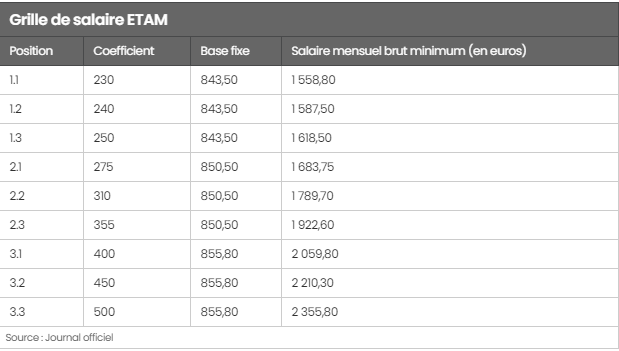 Grille de salaire ETAM
Position Coefficient Base fixe Salaire mensuel brut minimum (en euros)
1.1 230 843,50 1 558,80
1.2 240 843,50 1 587,50
1.3 250 843,50 1 618,50
2.1 275 850,50 1 683,75
2.2 310 850,50 1 789,70
2.3 355 850,50 1 922,60
3.1 400 855,80 2 059,80
3.2 450 855,80 2 210,30
3.3 500 855,80 2 355,80
Source : Journal officiel